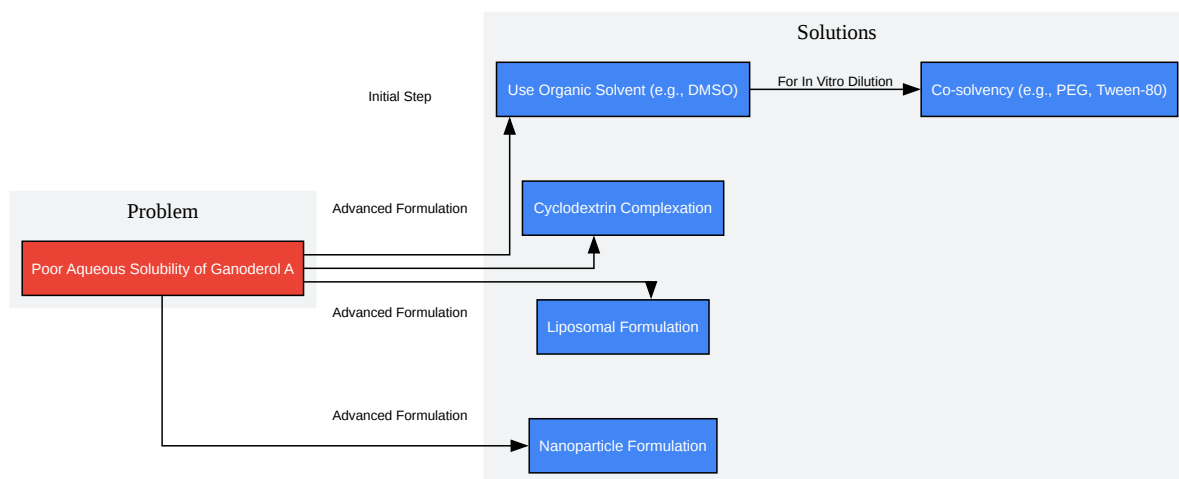 Solutions
Use Organic Solvent (e.g., DMSO)
For In Vitro Dilution
Co-solvency (e.g., PEG, Tween-80)
Initial Step
Cyclodextrin Complexation
Advanced Formulation
Problem
Poor Aqueous Solubility of Ganoderol A
Advanced Formulation
Liposomal Formulation
Advanced Formulation
Nanoparticle Formulation